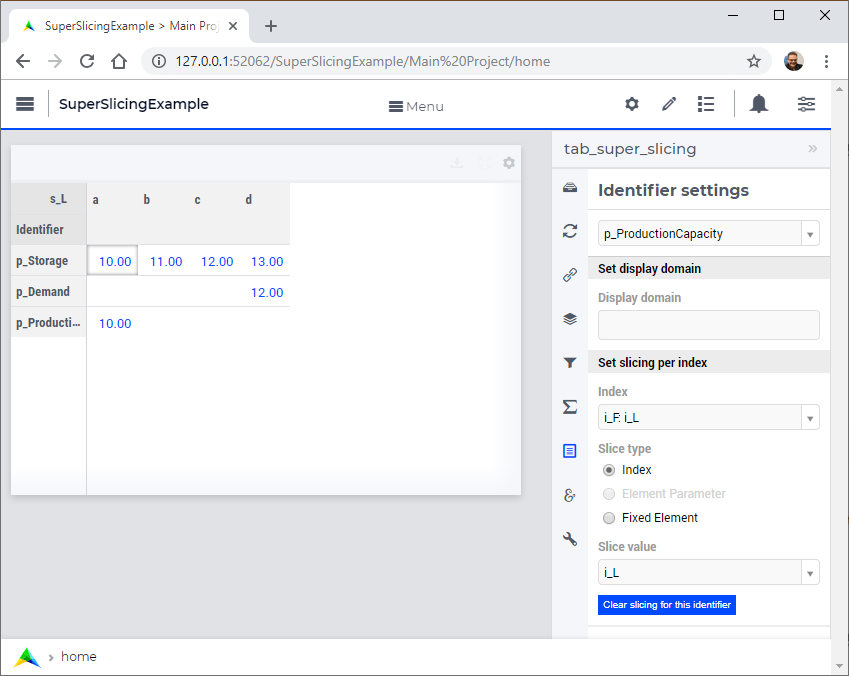 SuperSlicingExample > Main Pro
127.0.0.1:52062/SuperSlicingExample/Main%20Project/home
SuperSlicingExample
Menu
tab_super_slicing
Identifier settings
s_L a b c d
Identifier
p_Storage 10.00 11.00 12.00 13.00
p_Demand 12.00
p_Producti... 10.00
p_ProductionCapacity
Set display domain
Display domain
Set slicing per index
Index
i_F: i_L
Slice type
Index
Element Parameter
Fixed Element
Slice value
i_L
Clear slicing for this identifier
home